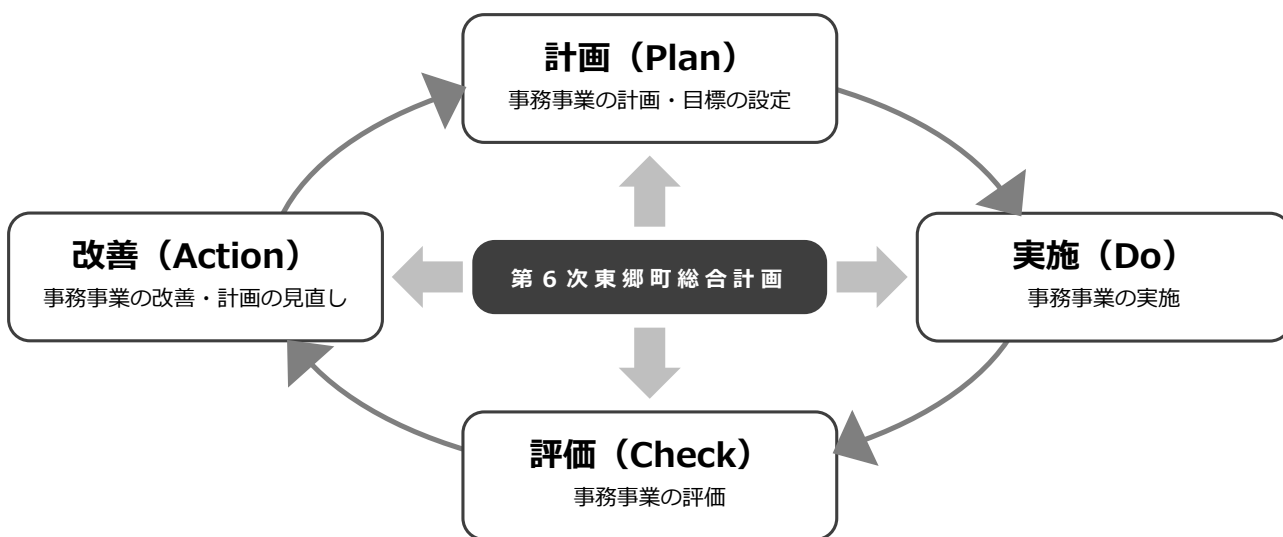 計画（Plan）
事務事業の計画・目標の設定
改善（Action）
事務事業の改善・計画の見直し
第６次東郷町総合計画
実施（Do）
事務事業の実施
評価（Check）
事務事業の評価